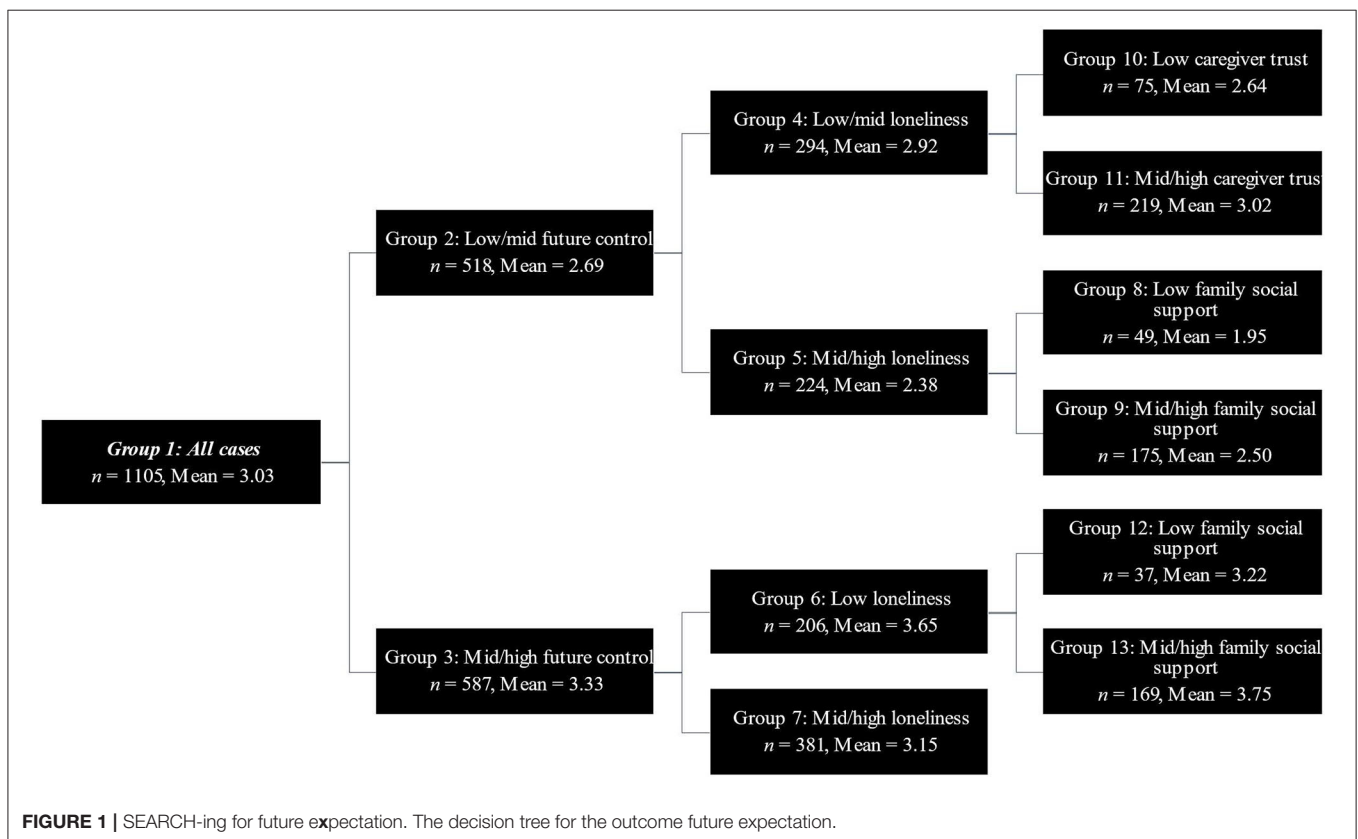 Group 1: All cases
n = 1105, Mean = 3.03
Group 2: Low/mid future control
n = 518, Mean = 2.69
Group 3: Mid/high future control
n = 587, Mean = 3.33
Group 4: Low/mid loneliness
n = 294, Mean = 2.92
Group 5: Mid/high loneliness
n = 224, Mean = 2.38
Group 6: Low loneliness
n = 206, Mean = 3.65
Group 7: Mid/high loneliness
n = 381, Mean = 3.15
Group 10: Low caregiver trust
n = 75, Mean = 2.64
Group 11: Mid/high caregiver trust
n = 219, Mean = 3.02
Group 8: Low family social
support
n = 49, Mean = 1.95
Group 9: Mid/high family social
support
n = 175, Mean = 2.50
Group 12: Low family social
support
n = 37, Mean = 3.22
Group 13: Mid/high family social
support
n = 169, Mean = 3.75
FIGURE 1 | SEARCH-ing for future expectation. The decision tree for the outcome future expectation.